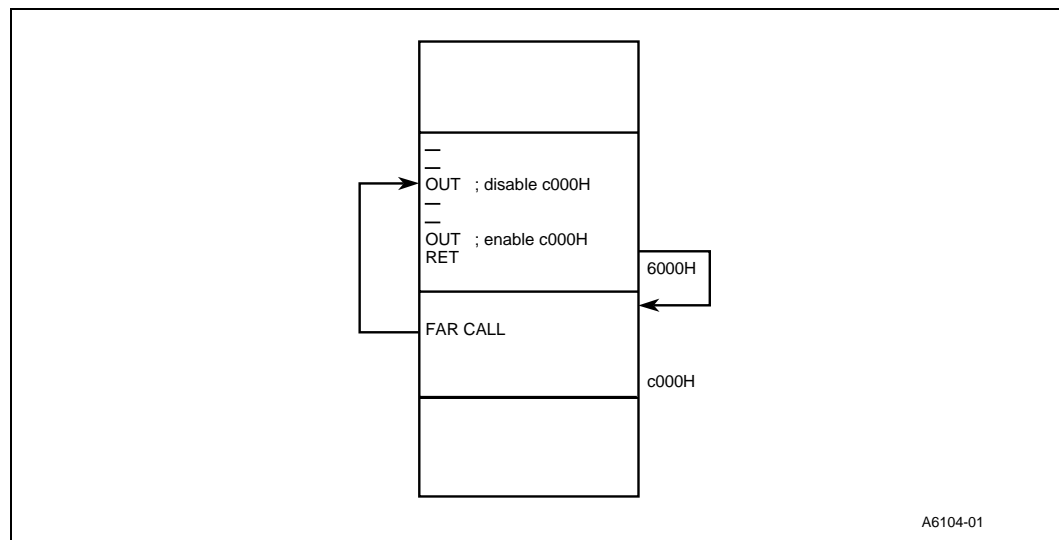 —
—
OUT ; disable c000H
—
—
OUT ; enable c000H
RET
6000H
FAR CALL
c000H
A6104-01